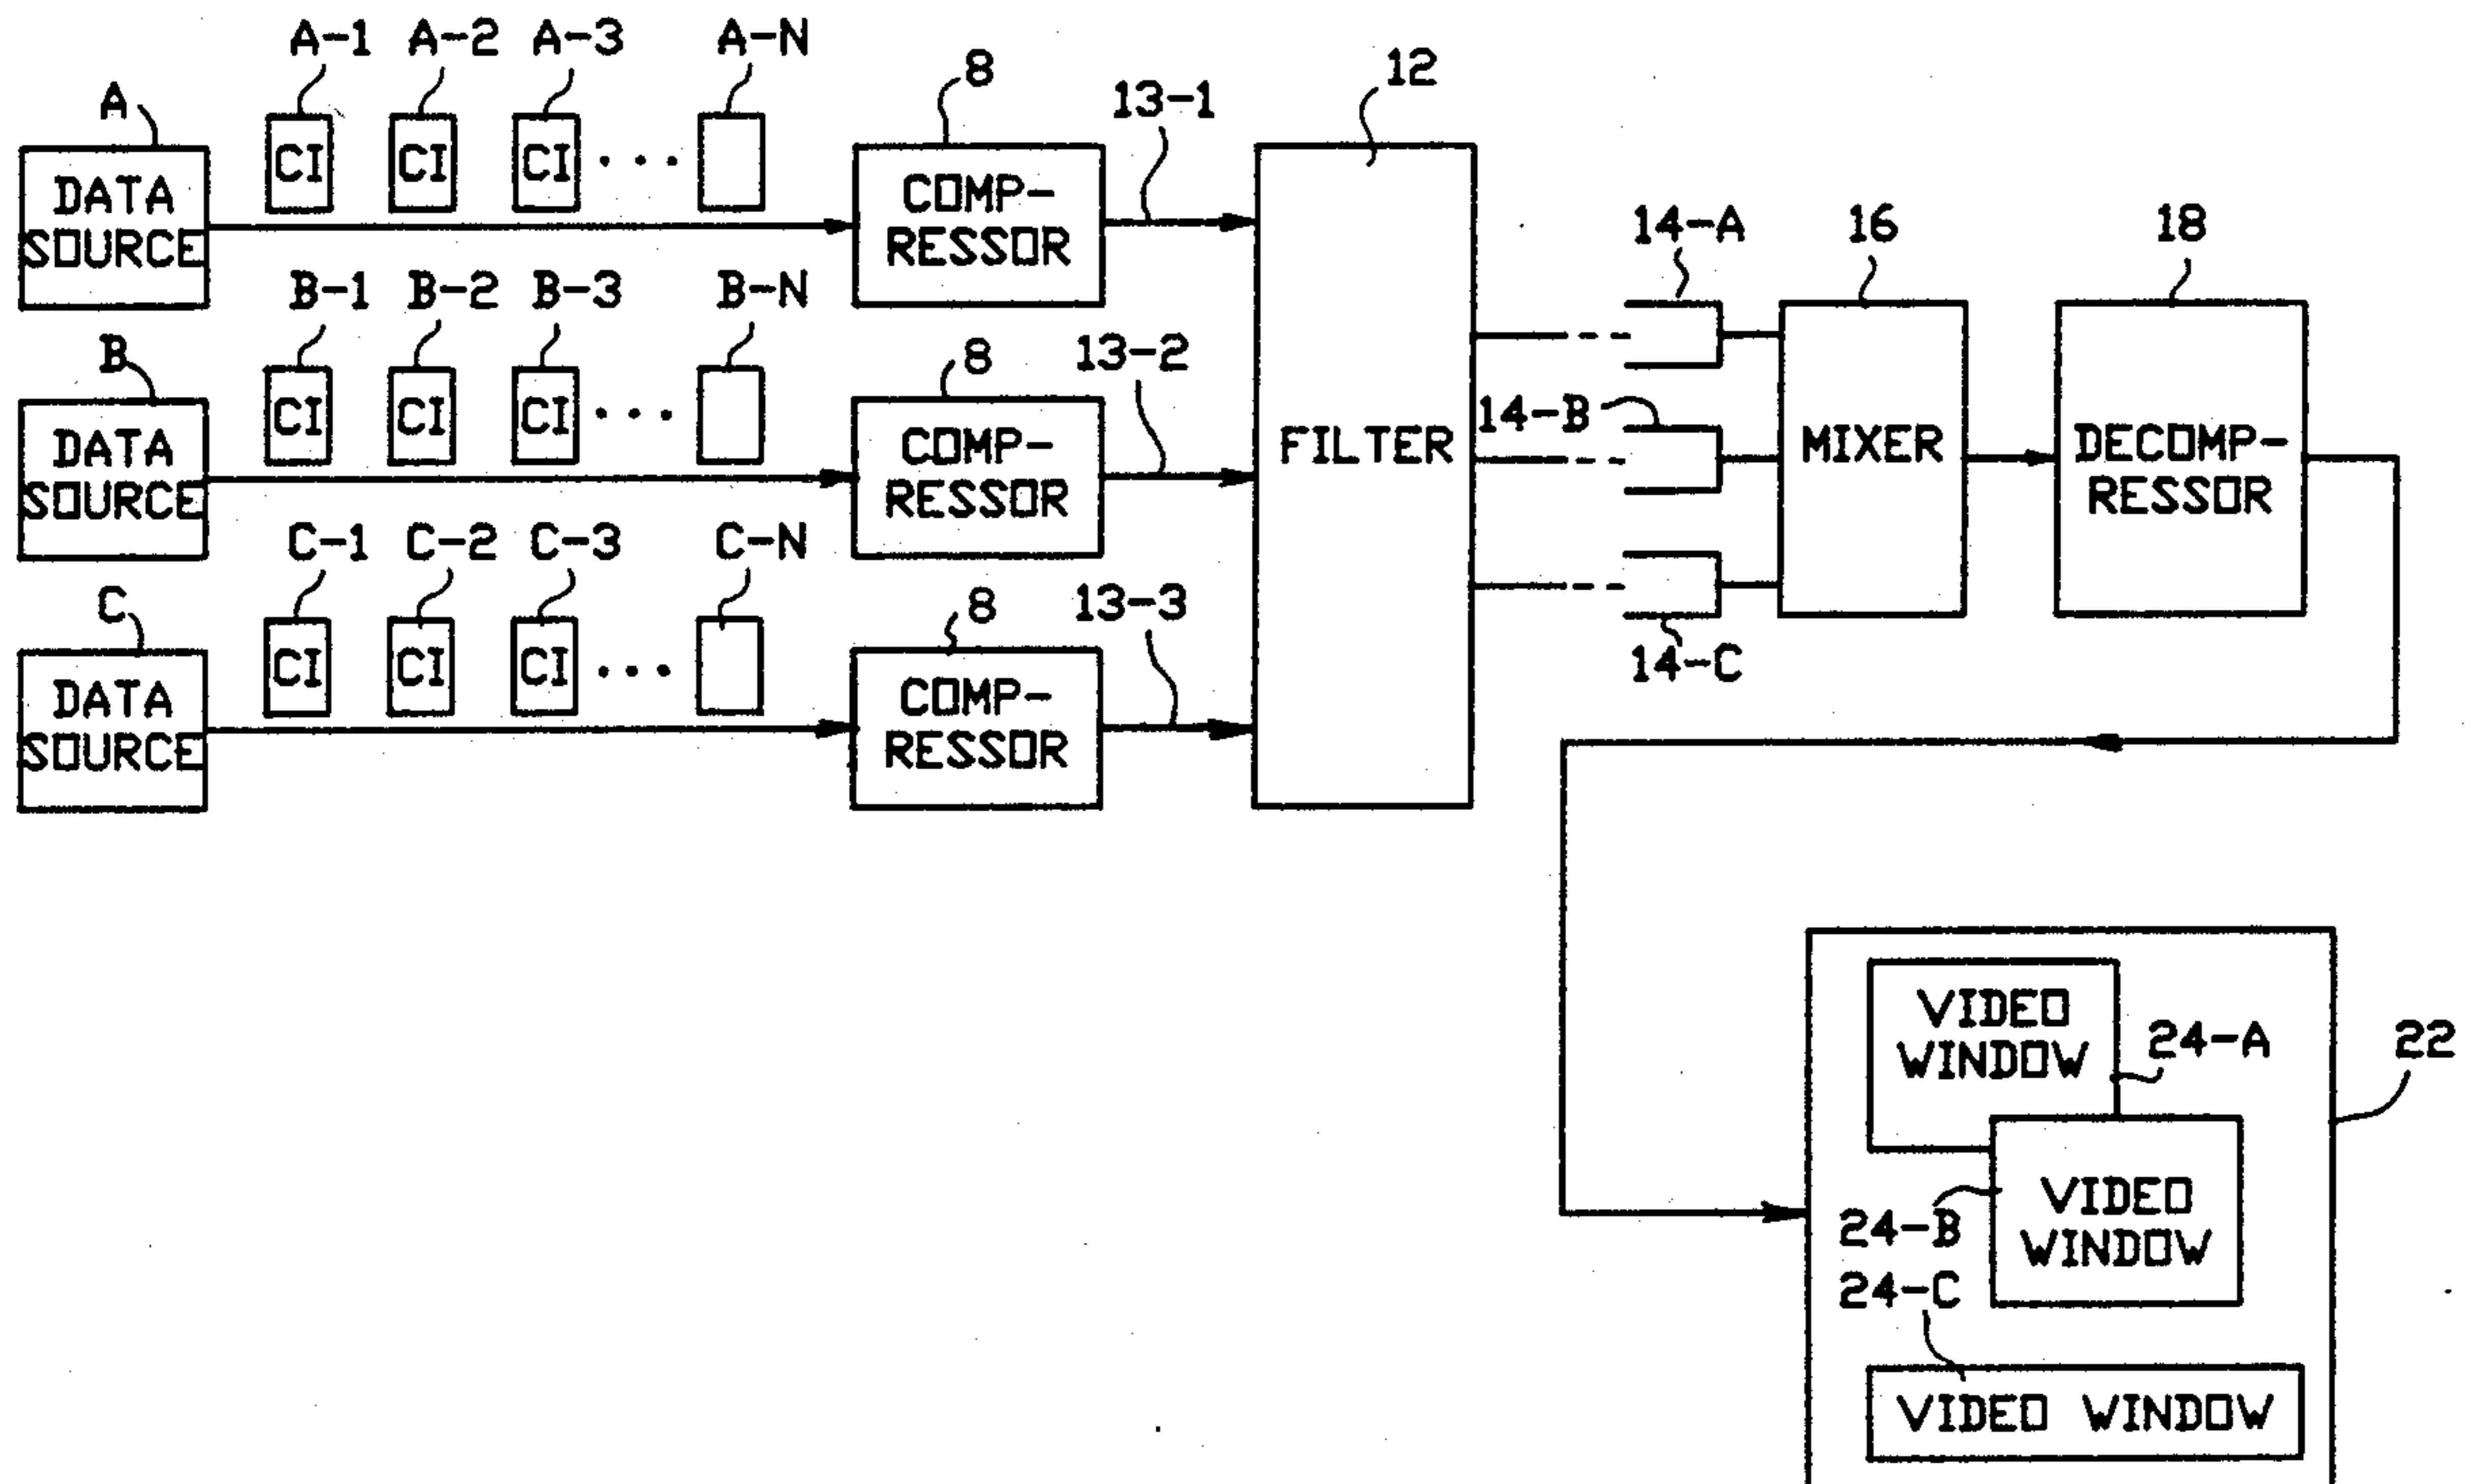 A-1 A-2 A-3 A-N
8
12
A
13-1
CI CI CI
DATA
SOURCE
COMP-
RESSOR
B-1 B-2 B-3 B-N
B
8
13-2
CI CI CI
DATA
SOURCE
COMP-
RESSOR
C-1 C-2 C-3 C-N
C
8
13-3
CI CI CI
DATA
SOURCE
COMP-
RESSOR
FILTER
14-A
14-B
14-C
16
MIXER
18
DECOMP-
RESSOR
VIDEO
WINDOW
24-A
22
24-B
VIDEO
WINDOW
24-C
VIDEO WINDOW